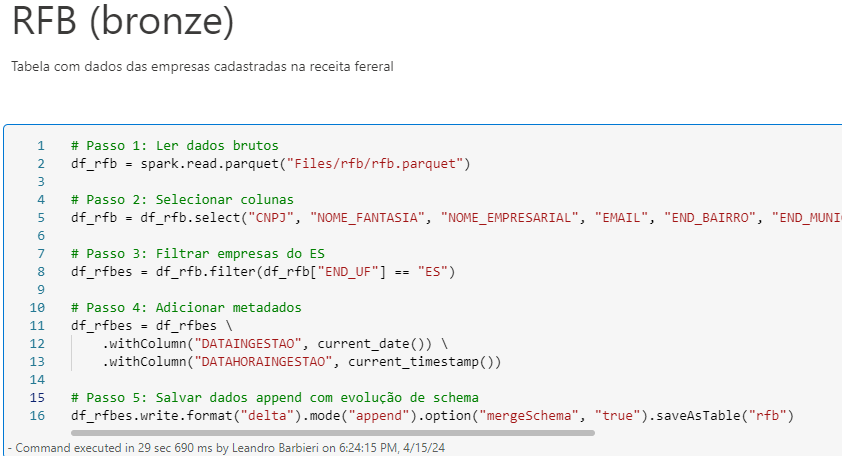 RFB (bronze)
Tabela com dados das empresas cadastradas na receita fereral
1 # Passo 1: Ler dados brutos
2 df_rfb = spark.read.parquet("Files/rfb/rfb.parquet")
3
4 # Passo 2: Selecionar colunas
5 df_rfb = df_rfb.select("CNPJ", "NOME_FANTASIA", "NOME_EMPRESARIAL", "EMAIL", "END_BAIRRO", "END_MUNI
6
7 # Passo 3: Filtrar empresas do ES
8 df_rfbes = df_rfb.filter(df_rfb["END_UF"] == "ES")
9
10 # Passo 4: Adicionar metadados
11 df_rfbes = df_rfbes \
12 .withColumn("DATAINGESTAO", current_date()) \
13 .withColumn("DATAHORAINGESTAO", current_timestamp())
14
15 # Passo 5: Salvar dados append com evolução de schema
16 df_rfbes.write.format("delta").mode("append").option("mergeSchema", "true").saveAsTable("rfb")
- Command executed in 29 sec 690 ms by Leandro Barbieri on 6:24:15 PM, 4/15/24